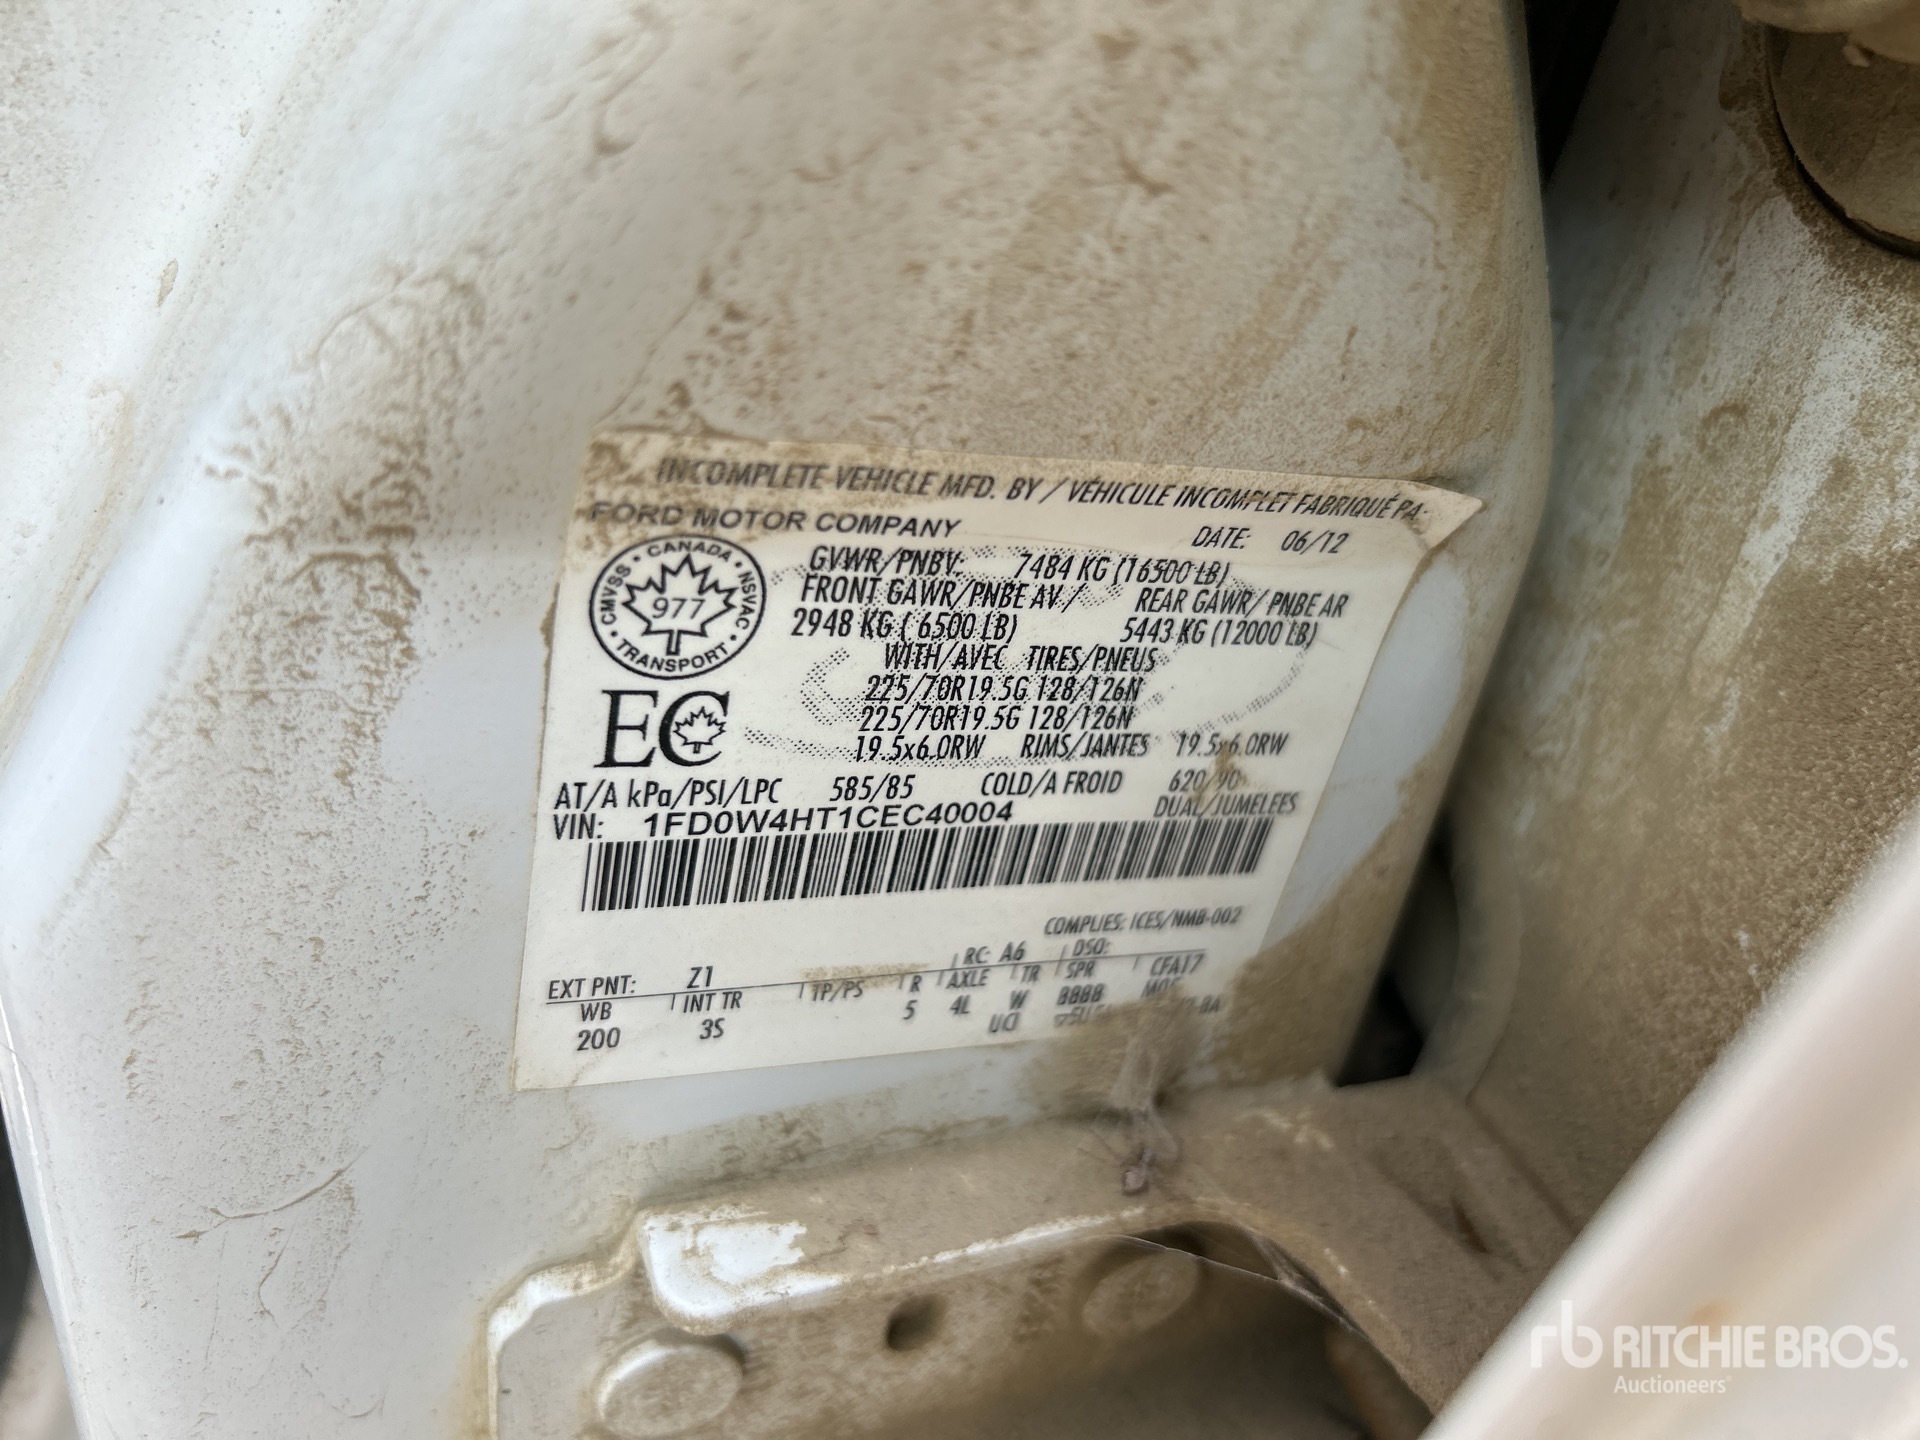 INCOMPLETE VEHICLE MFD. BY / VÉHICULE INCOMPLET FABRIQUÉ PA
FORD MOTOR COMPANY
DATE: 06/12
GVWR/PNBV: 7484 KG (16500 LB)
FRONT GAWR/PNBE AV / REAR GAWR/ PNBE AR
2948 KG ( 6500 LB) 5443 KG (12000 LB)
WITH/AVEC TIRES/PNEUS
225/70R19.5G 128/126N
225/70R19.5G 128/126N
19.5x6.0RW RIMS/JANTES 19.5x6.0RW
AT/A kPa/PSI/LPC 585/85 COLD/A FROID 620/90
DUAL/JUMELEES
VIN: 1FD0W4HT1CEC40004
CANADA • NSVAC • TRANSPORT • CMVSS •
977
EC
COMPLIES: ICES/NMB-002
EXT PNT: Z1 RC: A6 DSO:
WB INT TR TP/PS R AXLE TR SPR CFA17
200 3S 5 4L W 8888
UCI
rb RITCHIE BROS.
Auctioneers